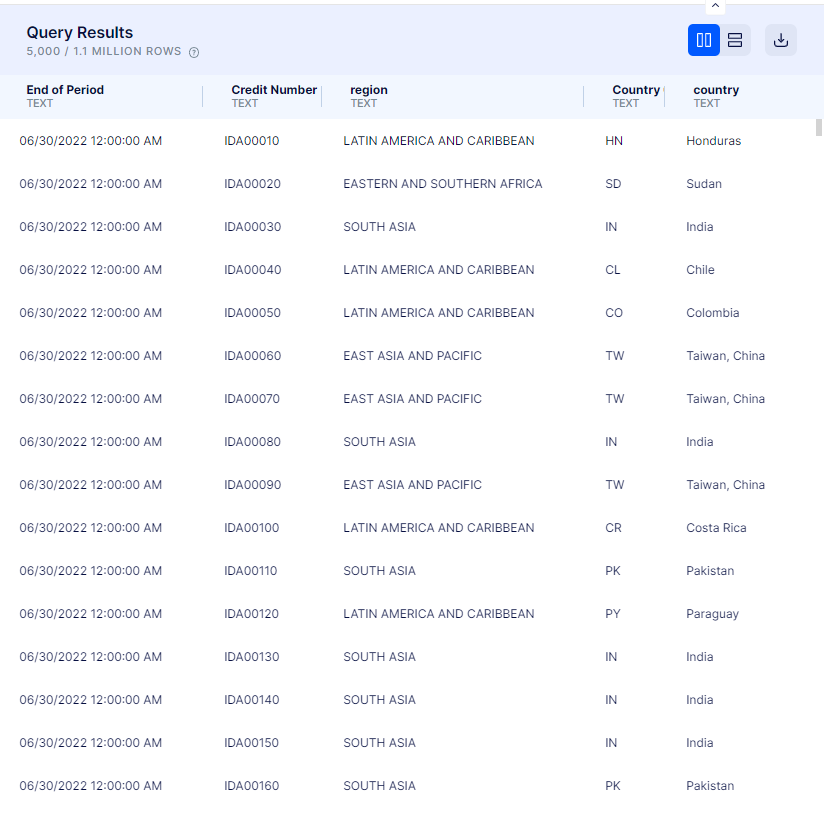 Query Results
5,000 / 1.1 MILLION ROWS ?
End of Period Credit Number region Country country
TEXT TEXT TEXT TEXT TEXT
06/30/2022 12:00:00 AM IDA00010 LATIN AMERICA AND CARIBBEAN HN Honduras
06/30/2022 12:00:00 AM IDA00020 EASTERN AND SOUTHERN AFRICA SD Sudan
06/30/2022 12:00:00 AM IDA00030 SOUTH ASIA IN India
06/30/2022 12:00:00 AM IDA00040 LATIN AMERICA AND CARIBBEAN CL Chile
06/30/2022 12:00:00 AM IDA00050 LATIN AMERICA AND CARIBBEAN CO Colombia
06/30/2022 12:00:00 AM IDA00060 EAST ASIA AND PACIFIC TW Taiwan, China
06/30/2022 12:00:00 AM IDA00070 EAST ASIA AND PACIFIC TW Taiwan, China
06/30/2022 12:00:00 AM IDA00080 SOUTH ASIA IN India
06/30/2022 12:00:00 AM IDA00090 EAST ASIA AND PACIFIC TW Taiwan, China
06/30/2022 12:00:00 AM IDA00100 LATIN AMERICA AND CARIBBEAN CR Costa Rica
06/30/2022 12:00:00 AM IDA00110 SOUTH ASIA PK Pakistan
06/30/2022 12:00:00 AM IDA00120 LATIN AMERICA AND CARIBBEAN PY Paraguay
06/30/2022 12:00:00 AM IDA00130 SOUTH ASIA IN India
06/30/2022 12:00:00 AM IDA00140 SOUTH ASIA IN India
06/30/2022 12:00:00 AM IDA00150 SOUTH ASIA IN India
06/30/2022 12:00:00 AM IDA00160 SOUTH ASIA PK Pakistan